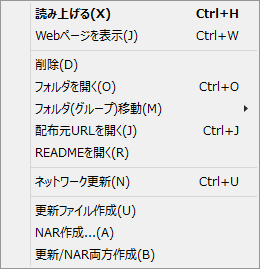 読み上げる(X) Ctrl+H
Webページを表示(J) Ctrl+W
削除(D)
フォルダを開く(O) Ctrl+O
フォルダ(グループ)移動(M)
配布元URLを開く(J) Ctrl+J
READMEを開く(R)
ネットワーク更新(N) Ctrl+U
更新ファイル作成(U)
NAR作成...(A)
更新/NAR両方作成(B)